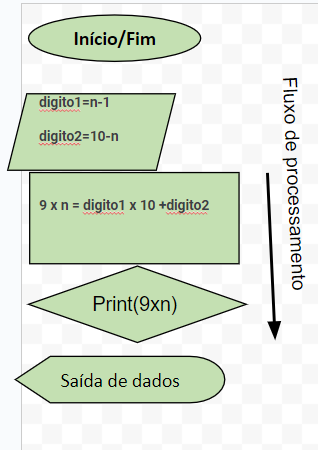 Início/Fim
digito1=n-1
digito2=10-n
9 x n = digito1 x 10 +digito2
Print(9xn)
Saída de dados
Fluxo de processamento